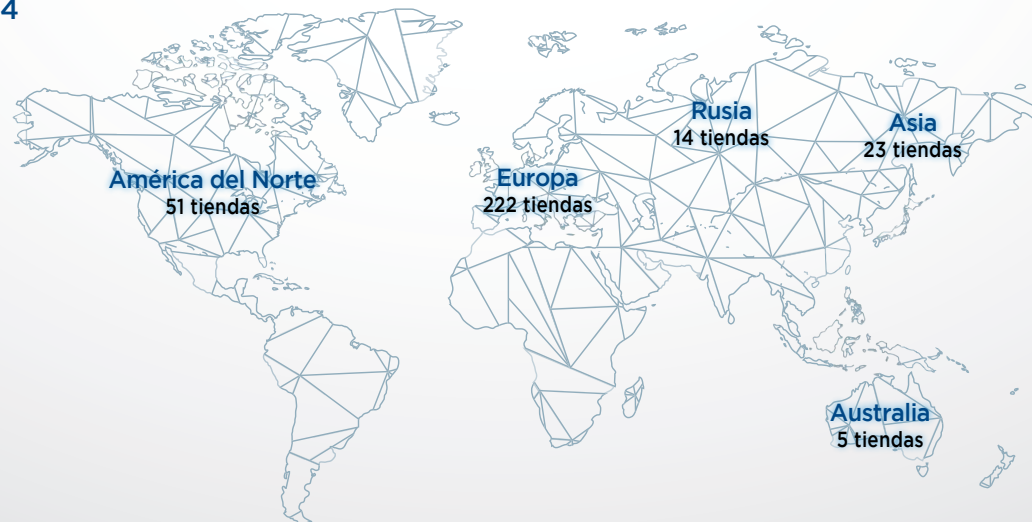 4
América del Norte
51 tiendas
Europa
222 tiendas
Rusia
14 tiendas
Asia
23 tiendas
Australia
5 tiendas